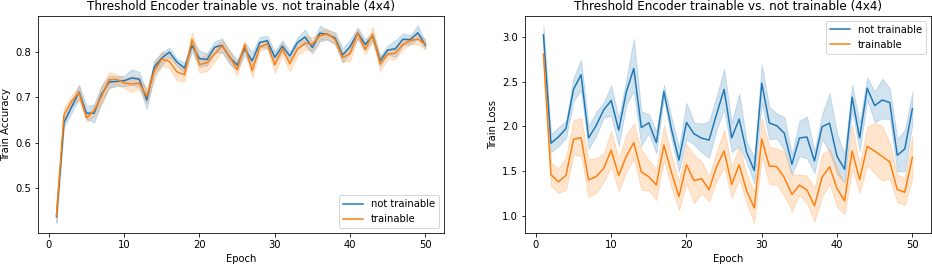 Threshold Encoder trainable vs. not trainable (4x4)
Train Accuracy
0.8
0.7
0.6
0.5
0 10 20 30 40 50
Epoch
not trainable
trainable
Threshold Encoder trainable vs. not trainable (4x4)
Train Loss
3.0
2.5
2.0
1.5
1.0
0 10 20 30 40 50
Epoch
not trainable
trainable